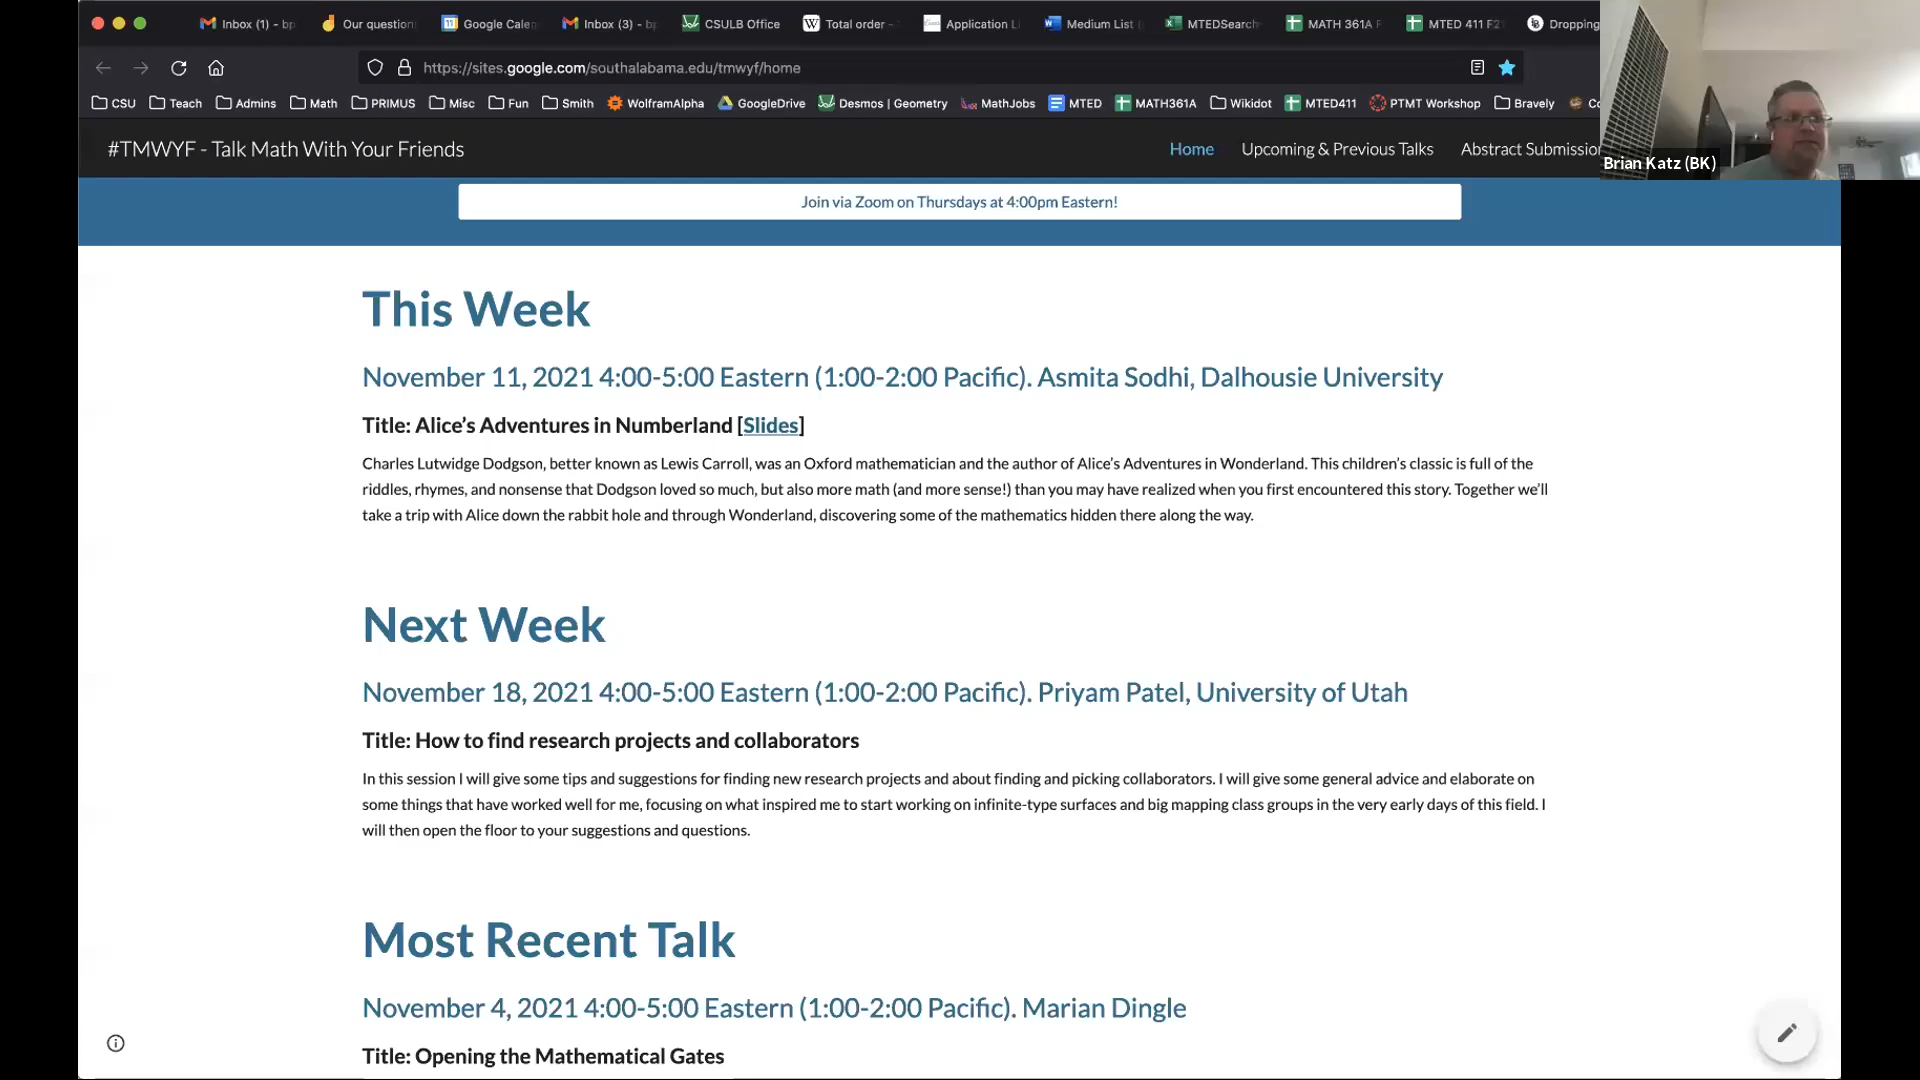 Inbox (1) - bp
Our question
Google Cale
Inbox (3) - bp
CSULB Office
Total order -
Application L
Medium List (
MTEDSearch
MATH 361A F
MTED 411 F21
Dropping
https://sites.google.com/southalabama.edu/tmwyf/home
CSU
Teach
Admins
Math
PRIMUS
Misc
Fun
Smith
WolframAlpha
GoogleDrive
Desmos | Geometry
MathJobs
MTED
MATH361A
Wikidot
MTED411
PTMT Workshop
Bravely
Co
#TMWYF - Talk Math With Your Friends
Home
Upcoming & Previous Talks
Abstract Submission
Brian Katz (BK)
Join via Zoom on Thursdays at 4:00pm Eastern!
This Week
November 11, 2021 4:00-5:00 Eastern (1:00-2:00 Pacific). Asmita Sodhi, Dalhousie University
Title: Alice’s Adventures in Numberland [Slides]
Charles Lutwidge Dodgson, better known as Lewis Carroll, was an Oxford mathematician and the author of Alice’s Adventures in Wonderland. This children’s classic is full of the
riddles, rhymes, and nonsense that Dodgson loved so much, but also more math (and more sense!) than you may have realized when you first encountered this story. Together we’ll
take a trip with Alice down the rabbit hole and through Wonderland, discovering some of the mathematics hidden there along the way.
Next Week
November 18, 2021 4:00-5:00 Eastern (1:00-2:00 Pacific). Priyam Patel, University of Utah
Title: How to find research projects and collaborators
In this session I will give some tips and suggestions for finding new research projects and about finding and picking collaborators. I will give some general advice and elaborate on
some things that have worked well for me, focusing on what inspired me to start working on infinite-type surfaces and big mapping class groups in the very early days of this field. I
will then open the floor to your suggestions and questions.
Most Recent Talk
November 4, 2021 4:00-5:00 Eastern (1:00-2:00 Pacific). Marian Dingle
Title: Opening the Mathematical Gates